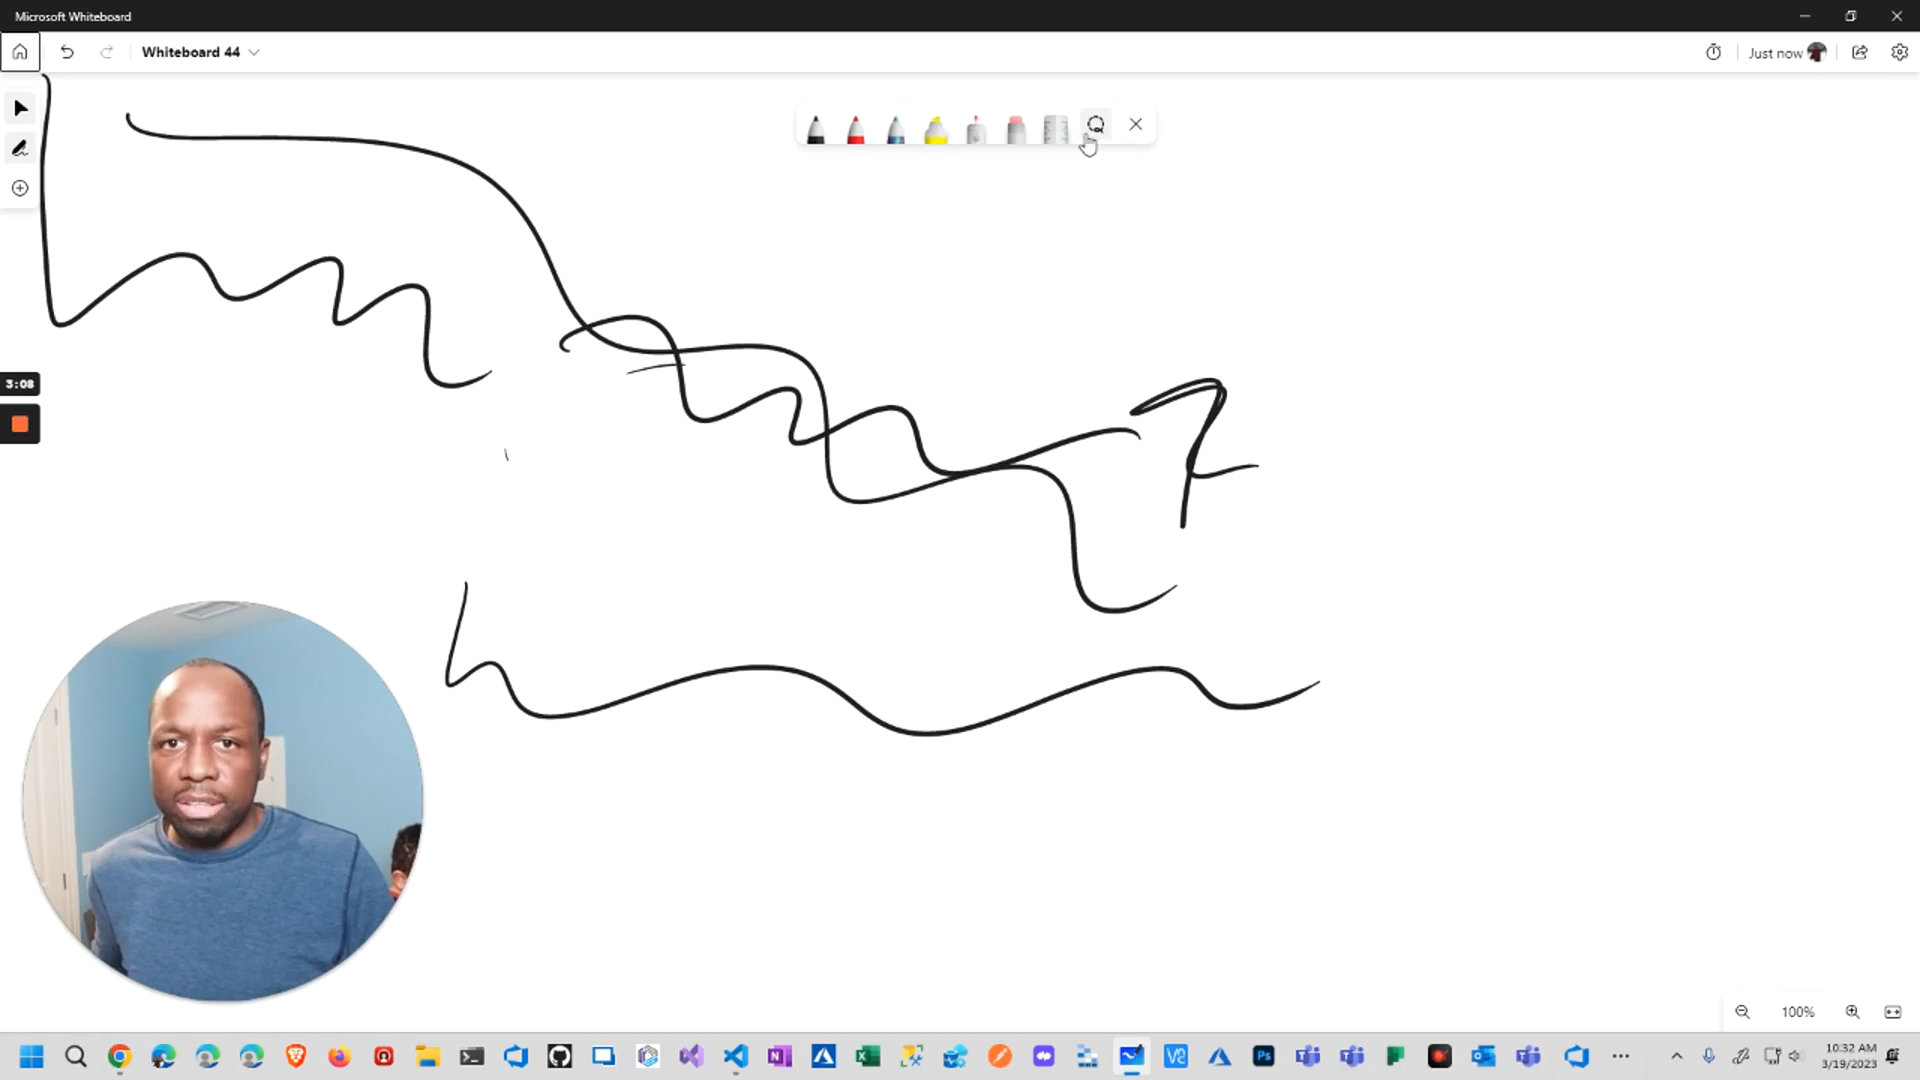 Microsoft Whiteboard
Whiteboard 44
Just now
3:08
100%
10:32 AM
3/19/2023